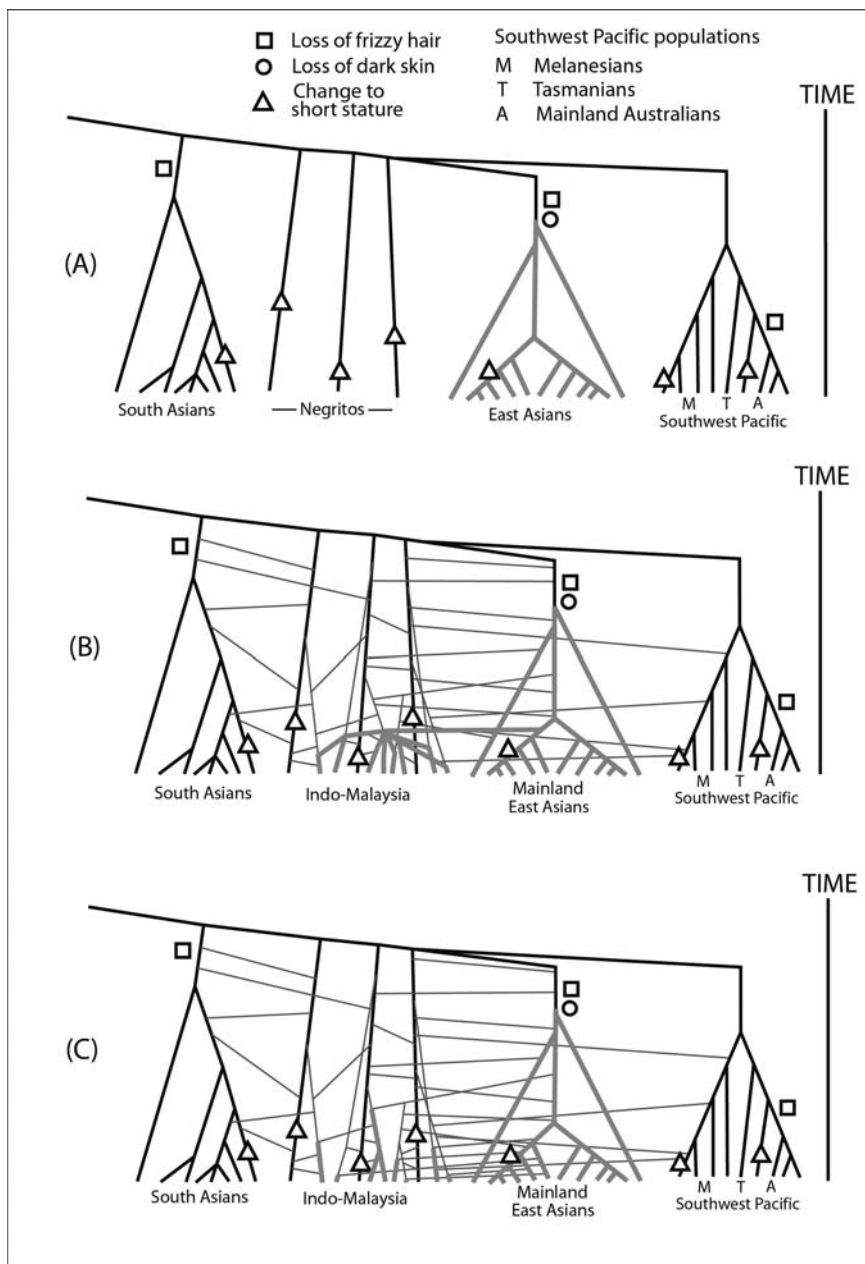 Loss of frizzy hair
Loss of dark skin
Change to
short stature
Southwest Pacific populations
M Melanesians
T Tasmanians
A Mainland Australians
TIME
(A)
South Asians
— Negritos —
East Asians
M T A
Southwest Pacific
TIME
(B)
South Asians
Indo-Malaysia
Mainland
East Asians
M T A
Southwest Pacific
TIME
(C)
South Asians
Indo-Malaysia
Mainland
East Asians
M T A
Southwest Pacific